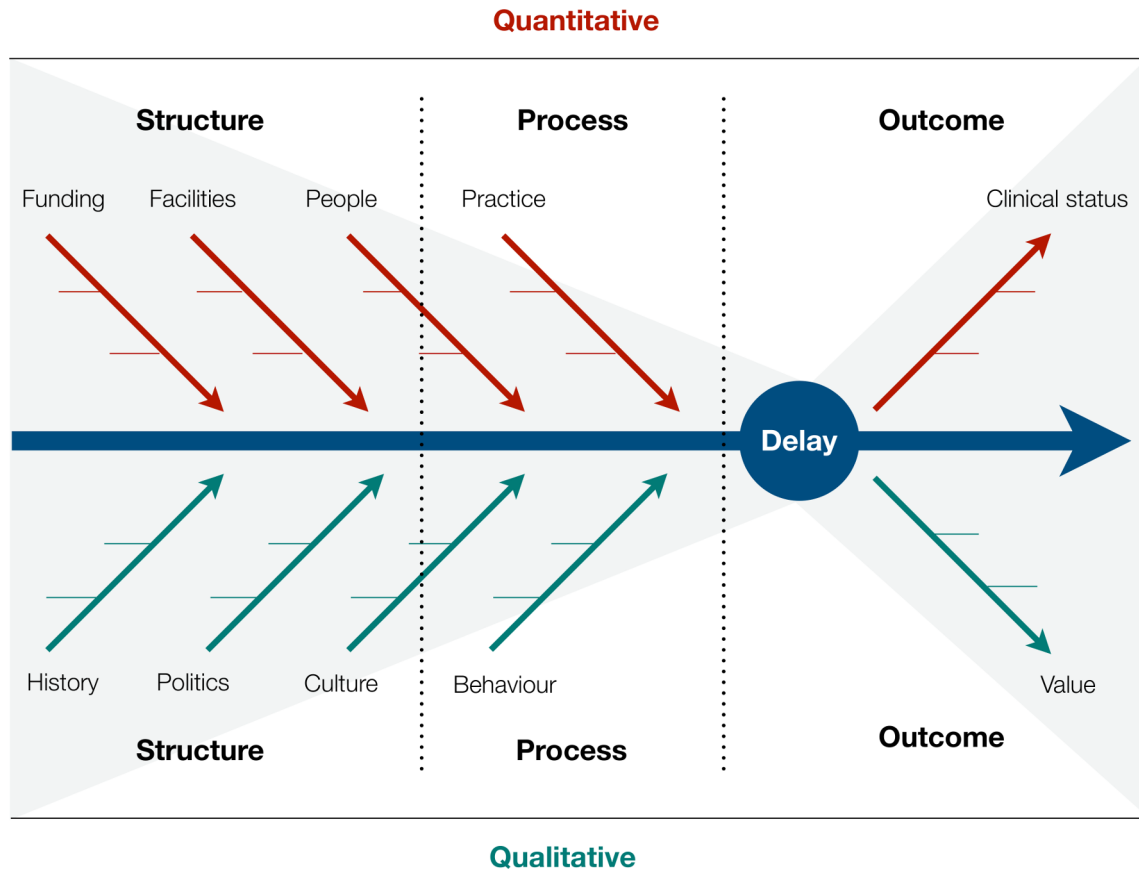 Quantitative
Structure Process Outcome
Funding Facilities People Practice Clinical status
Delay
History Politics Culture Behaviour Value
Structure Process Outcome
Qualitative